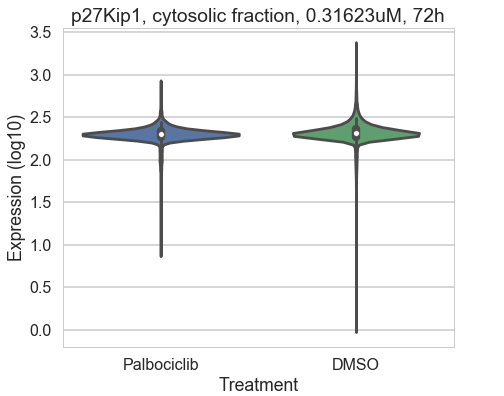 p27Kip1, cytosolic fraction, 0.31623uM, 72h
3.5
3.0
2.5
2.0
1.5
1.0
0.5
0.0
Expression (log10)
Palbociclib DMSO
Treatment